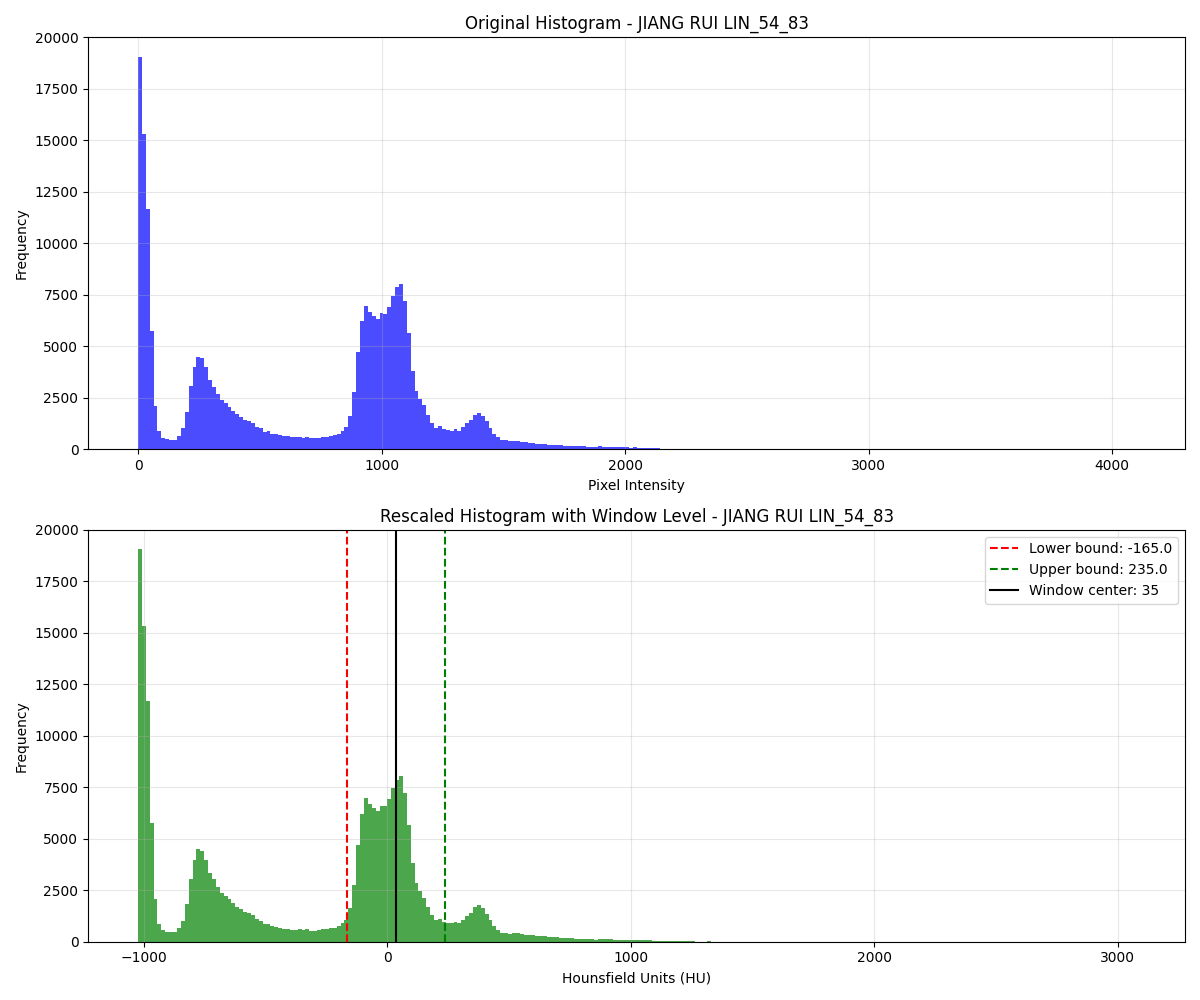 Original Histogram - JIANG RUI LIN_54_83
20000
17500
15000
12500
10000
7500
5000
2500
0
Frequency
0 1000 2000 3000 4000
Pixel Intensity
Rescaled Histogram with Window Level - JIANG RUI LIN_54_83
20000
17500
15000
12500
10000
7500
5000
2500
0
Frequency
Lower bound: -165.0
Upper bound: 235.0
Window center: 35
−1000 0 1000 2000 3000
Hounsfield Units (HU)